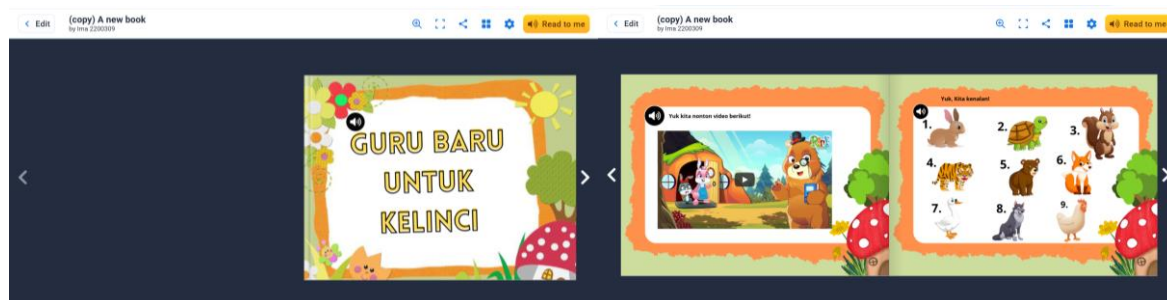 Edit
(copy) A new book
by Ima 2200309
Read to me
GURU BARU
UNTUK
KELINCI
Edit
(copy) A new book
by Ima 2200309
Read to me
Yuk kita nonton video berikut!
Yuk, Kita kenalan!
1.
2.
3.
4.
5.
6.
7.
8.
9.